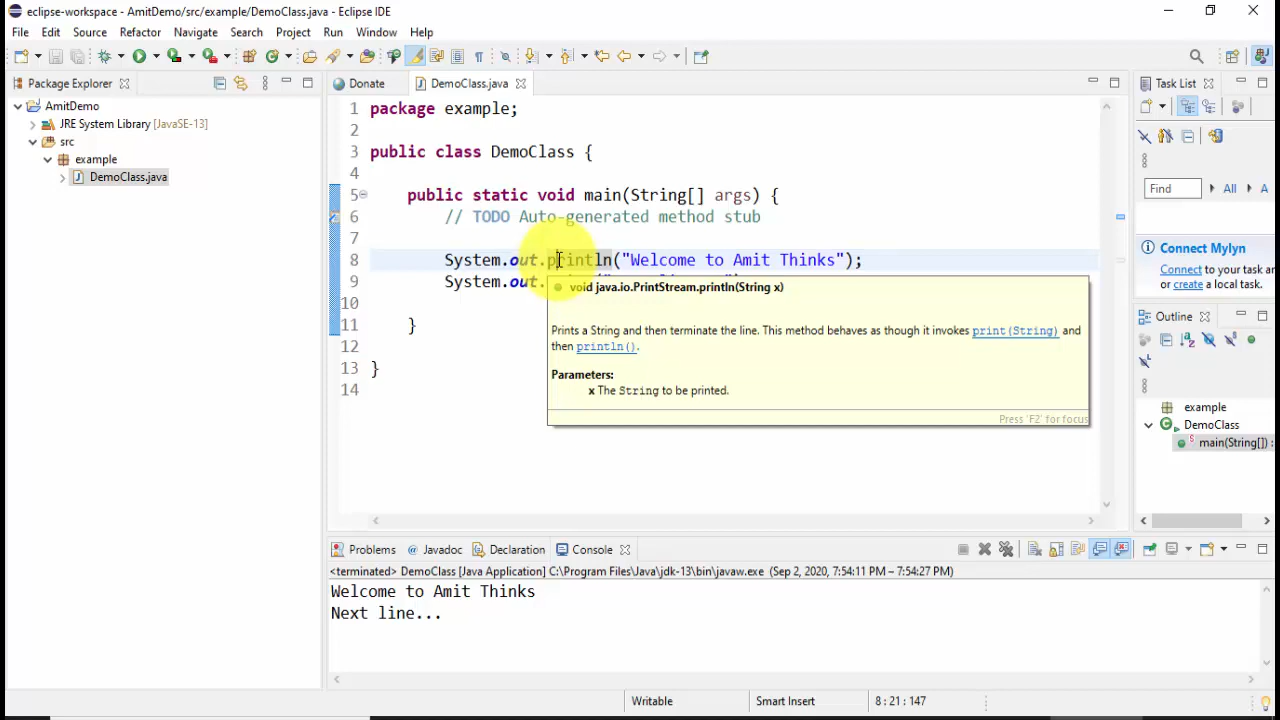 eclipse-workspace - AmitDemo/src/example/DemoClass.java - Eclipse IDE
File Edit Source Refactor Navigate Search Project Run Window Help
Package Explorer
Donate
DemoClass.java
Task List
AmitDemo
JRE System Library [JavaSE-13]
src
example
DemoClass.java
1 package example;
2
3 public class DemoClass {
4
5 public static void main(String[] args) {
6 // TODO Auto-generated method stub
7
8 System.out.println("Welcome to Amit Thinks");
9 System.out.
10
11 }
12
13 }
14
void java.io.PrintStream.println(String x)
Prints a String and then terminate the line. This method behaves as though it invokes print(String) and
then println().
Parameters:
x The String to be printed.
Press 'F2' for focus
Find
All
A
Connect Mylyn
Connect to your task a
or create a local task.
Outline
example
DemoClass
main(String[]) :
Problems
Javadoc
Declaration
Console
<terminated> DemoClass [Java Application] C:\Program Files\Java\jdk-13\bin\javaw.exe (Sep 2, 2020, 7:54:11 PM – 7:54:27 PM)
Welcome to Amit Thinks
Next line...
Writable
Smart Insert
8 : 21 : 147